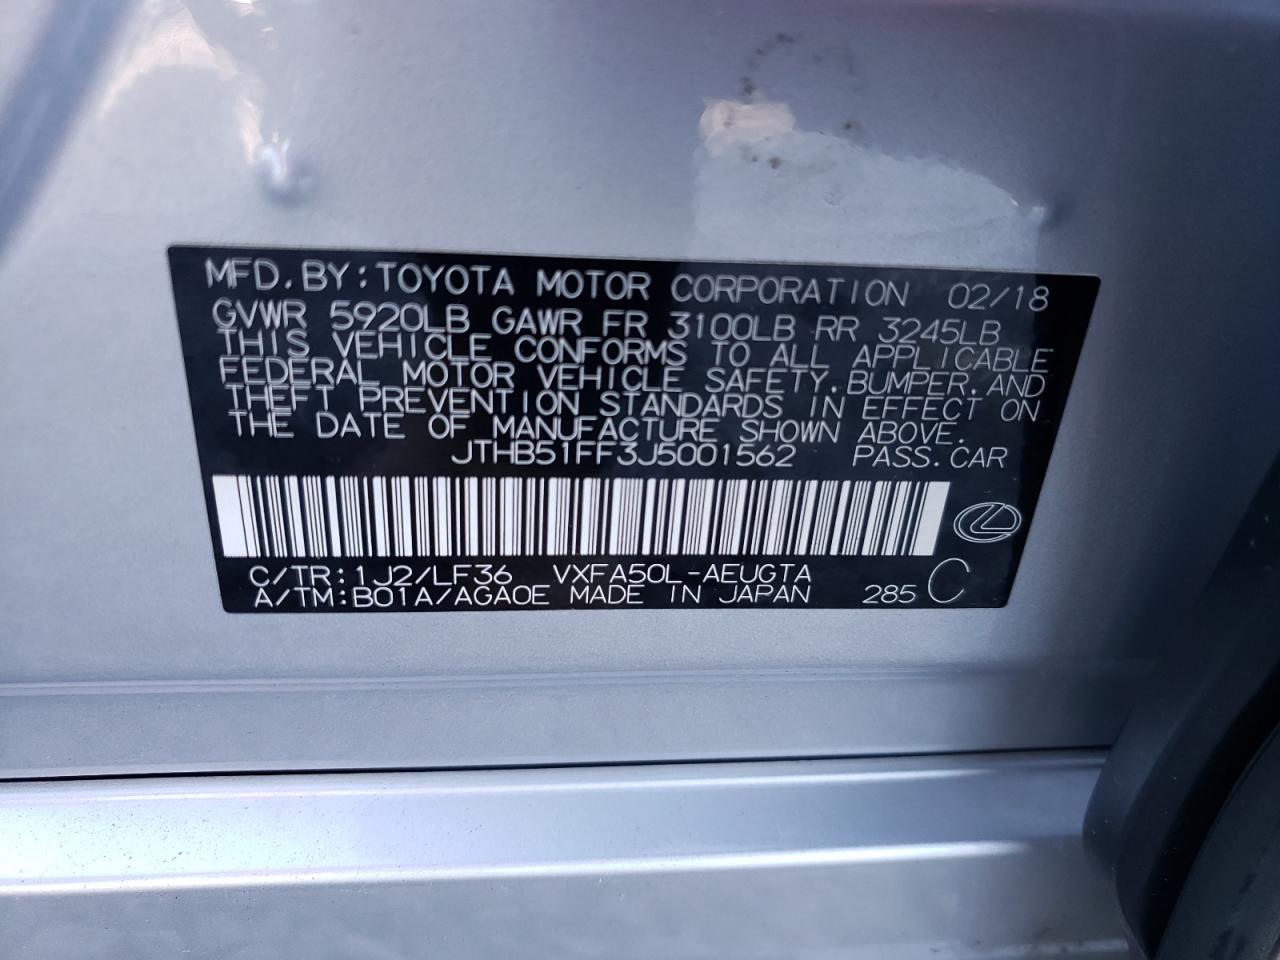 MFD. BY: TOYOTA MOTOR CORPORATION 02/18
GVWR 5920LB GAWR FR 3100LB RR 3245LB
THIS VEHICLE CONFORMS TO ALL APPLICABLE
FEDERAL MOTOR VEHICLE SAFETY, BUMPER, AND
THEFT PREVENTION STANDARDS IN EFFECT ON
THE DATE OF MANUFACTURE SHOWN ABOVE.
JTHB51FF3J5001562 PASS. CAR
C/TR: 1J2/LF36 VXFA50L-AEUGTA
A/TM: B01A/AGA0E MADE IN JAPAN 285 C